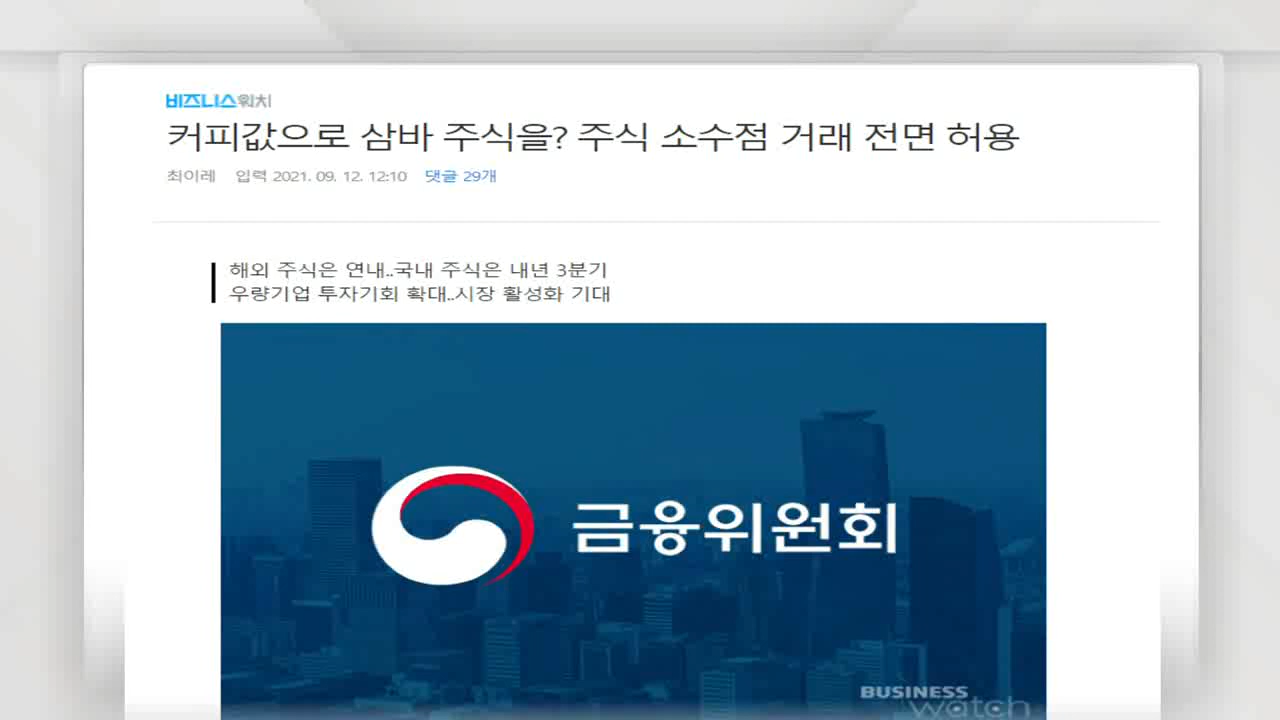 비즈니스워치
커피값으로 삼바 주식을? 주식 소수점 거래 전면 허용
최이레 입력 2021. 09. 12. 12:10 댓글 29개
해외 주식은 연내..국내 주식은 내년 3분기
우량기업 투자기회 확대..시장 활성화 기대
금융위원회
BUSINESS
watch